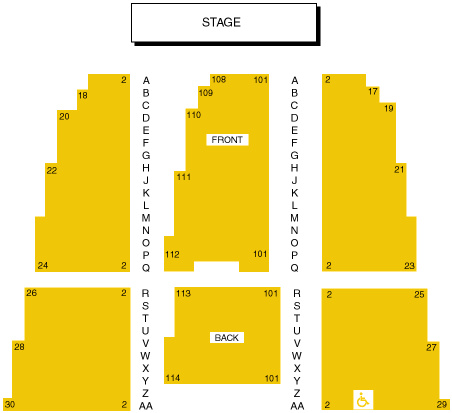 STAGE
2 A 108 101 A 2
18 B 109 B 17
C C 19
20 D 110 D
E E
F FRONT F
G G
22 H H 21
J 111 J
K K
L L
M M
N N
O O
P 112 101 P
24 2 Q Q 2 23
26 2 R 113 101 R 2 25
S S
T T
U U
28 V BACK V 27
W W
X X
Y 114 101 Y
Z Z
30 2 AA AA 2 29